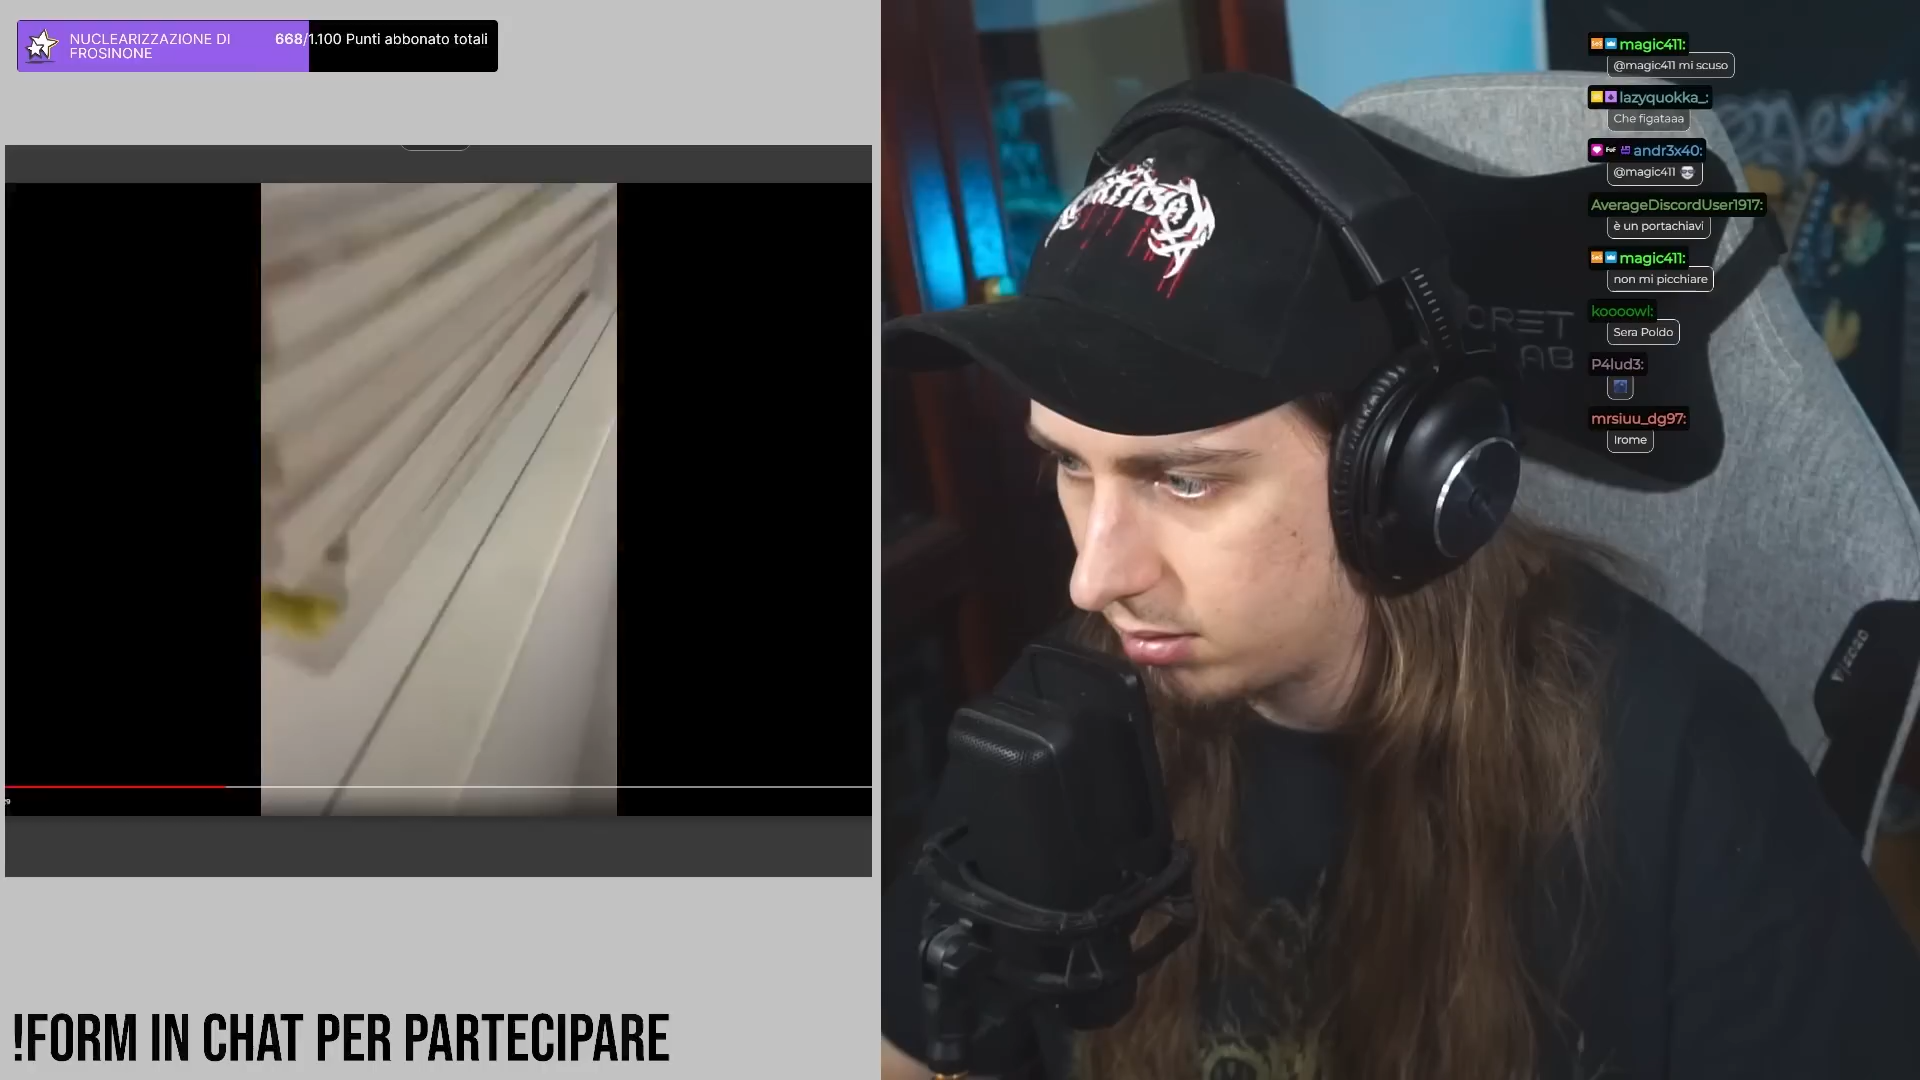 NUCLEARIZZAZIONE DI
FROSINONE
668/1.100 Punti abbonato totali
magic411:
@magic411 mi scuso
lazyquokka_:
Che figataaa
andr3x40:
@magic411
AverageDiscordUser1917:
è un portachiavi
magic411:
non mi picchiare
koooowl:
Sera Poldo
P4lud3:
mrsiuu_dg97:
Irome
!FORM IN CHAT PER PARTECIPARE